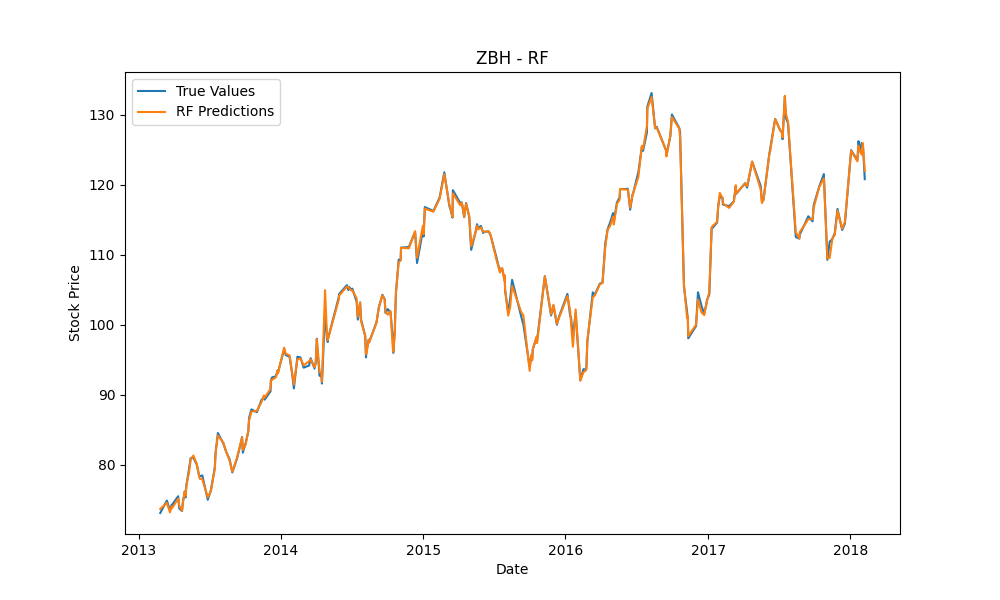 ZBH - RF
True Values
RF Predictions
Stock Price
130
120
110
100
90
80
2013
2014
2015
2016
2017
2018
Date